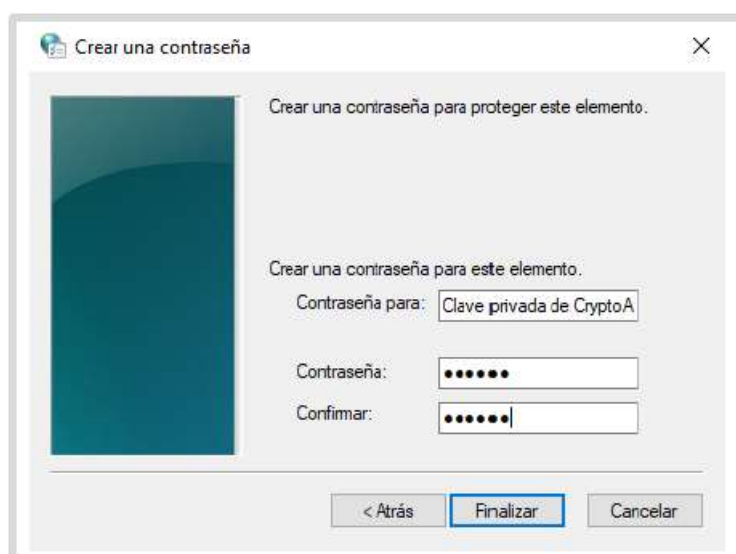 Crear una contraseña
Crear una contraseña para proteger este elemento.
Crear una contraseña para este elemento.
Contraseña para: Clave privada de CryptoA
Contraseña: ●●●●●●
Confirmar: ●●●●●●
< Atrás Finalizar Cancelar